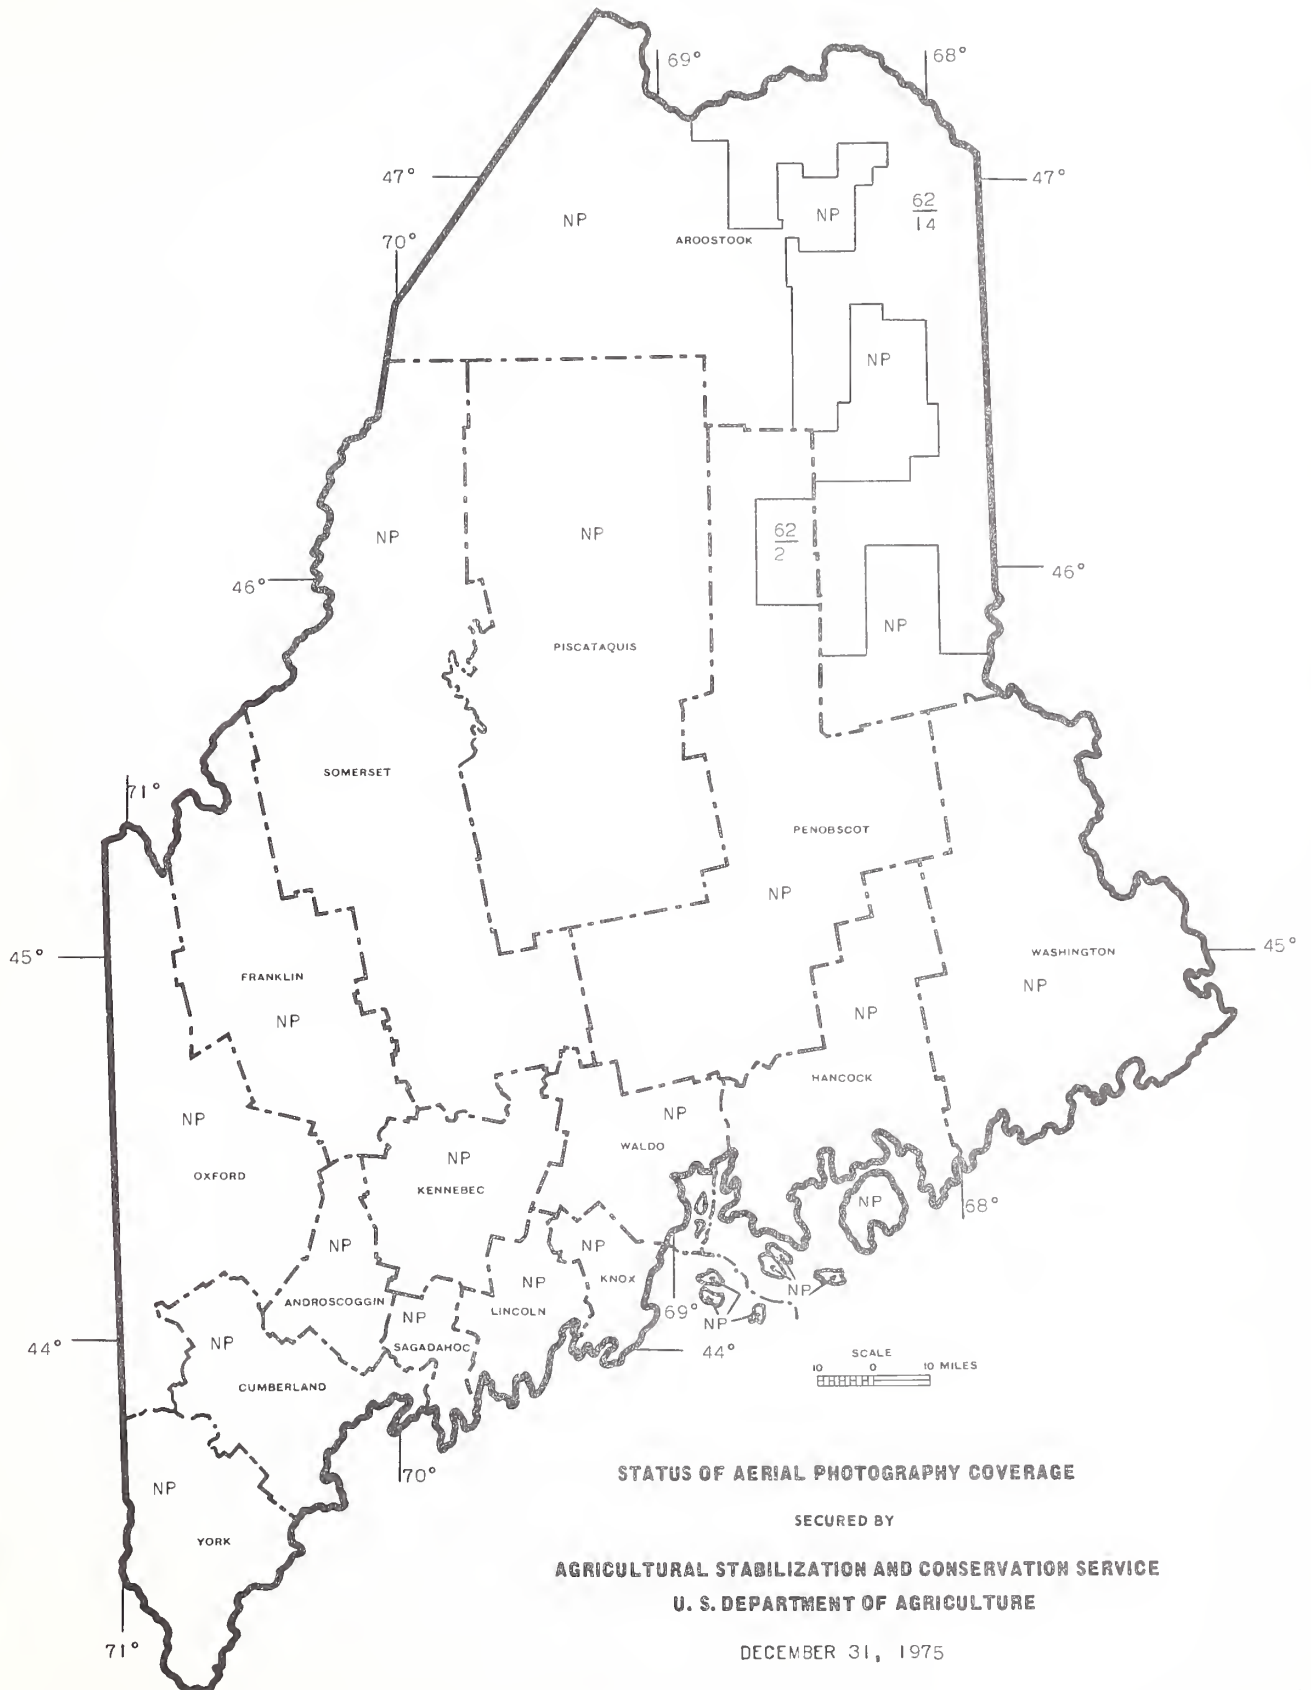 69°
68°
47°
47°
NP
NP
62
14
70°
AROOSTOOK
NP
NP
NP
62
2
46°
46°
NP
PISCATAQUIS
SOMERSET
71°
PENOBSCOT
NP
45°
45°
WASHINGTON
FRANKLIN
NP
NP
NP
HANCOCK
NP
NP
WALDO
NP
OXFORD
KENNEBEC
NP
68°
NP
NP
NP
KNOX
NP
ANDROSCOGGIN
LINCOLN
69°
NP
NP
SAGADAHOC
NP
44°
44°
CUMBERLAND
SCALE
10 0 10 MILES
70°
NP
YORK
71°
STATUS OF AERIAL PHOTOGRAPHY COVERAGE
SECURED BY
AGRICULTURAL STABILIZATION AND CONSERVATION SERVICE
U. S. DEPARTMENT OF AGRICULTURE
DECEMBER 31, 1975